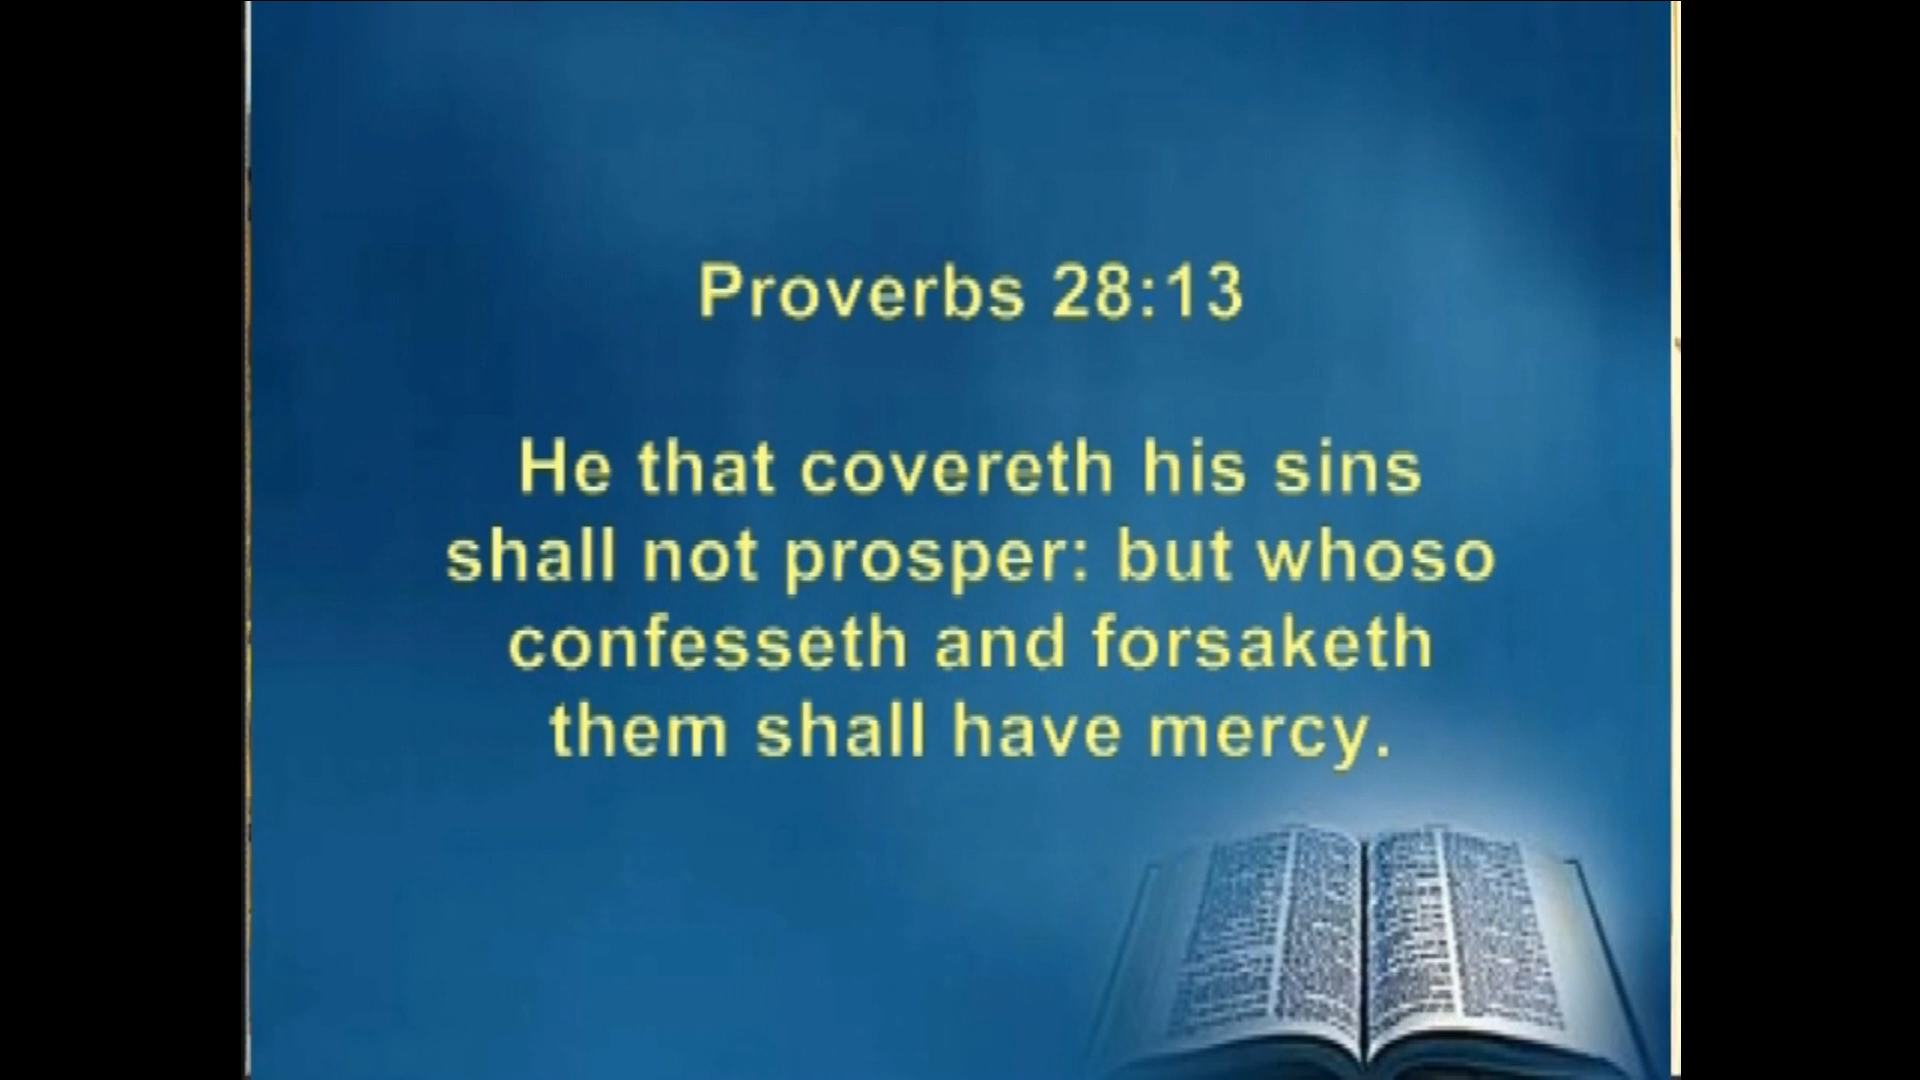 Proverbs 28:13
He that covereth his sins
shall not prosper: but whoso
confesseth and forsaketh
them shall have mercy.